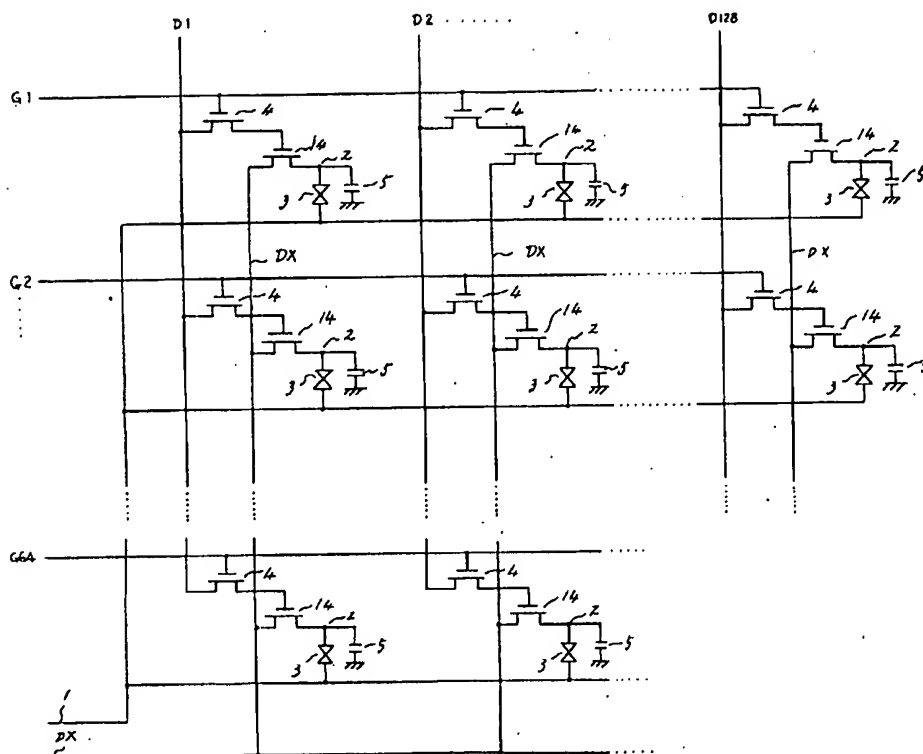 D1 D2 D128
G1 4 4 4
14 14 14
2 2 2
3 5 3 5 3 5
DX DX DX
G2 4 4 4
14 14 14
2 2 2
3 5 3 5 3 5
G64 4 4
14 14
2 2
3 5 3 5
1
DX